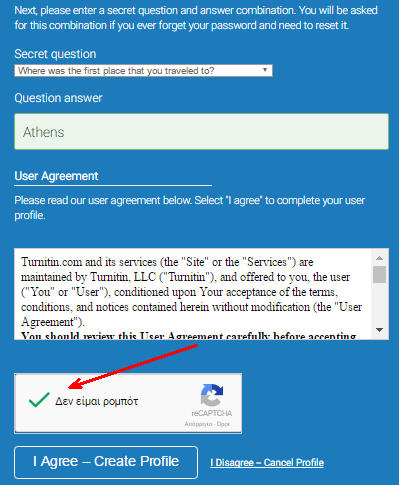 Next, please enter a secret question and answer combination. You will be asked
for this combination if you ever forget your password and need to reset it.
Secret question
Where was the first place that you traveled to?
Question answer
Athens
User Agreement
Please read our user agreement below. Select "I agree" to complete your user
profile.
Turnitin.com and its services (the "Site" or the "Services") are
maintained by Turnitin, LLC ("Turnitin"), and offered to you, the user
("You" or "User"), conditioned upon Your acceptance of the terms,
conditions, and notices contained herein without modification (the "User
Agreement").
You should review this User Agreement carefully before accepting
Δεν είμαι ρομπότ
reCAPTCHA
Απόρρητο - Όροι
I Agree – Create Profile
I Disagree – Cancel Profile